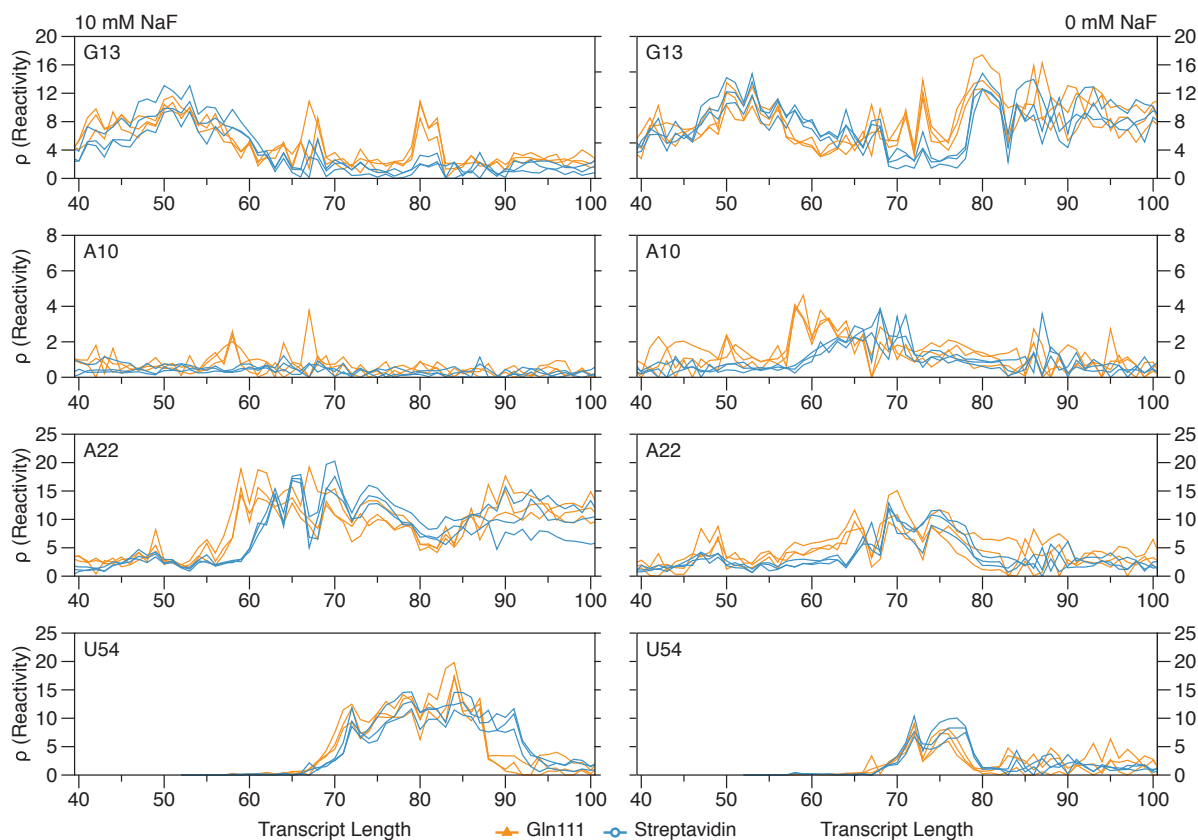 10 mM NaF 0 mM NaF
20 G13 G13 20
16 16
12 12
8 8
4 4
0 0
ρ (Reactivity)
40 50 60 70 80 90 100 40 50 60 70 80 90 100
8 A10 A10 8
6 6
4 4
2 2
0 0
ρ (Reactivity)
40 50 60 70 80 90 100 40 50 60 70 80 90 100
25 A22 A22 25
20 20
15 15
10 10
5 5
0 0
ρ (Reactivity)
40 50 60 70 80 90 100 40 50 60 70 80 90 100
25 U54 U54 25
20 20
15 15
10 10
5 5
0 0
ρ (Reactivity)
40 50 60 70 80 90 100 40 50 60 70 80 90 100
Transcript Length Gln111 Streptavidin Transcript Length